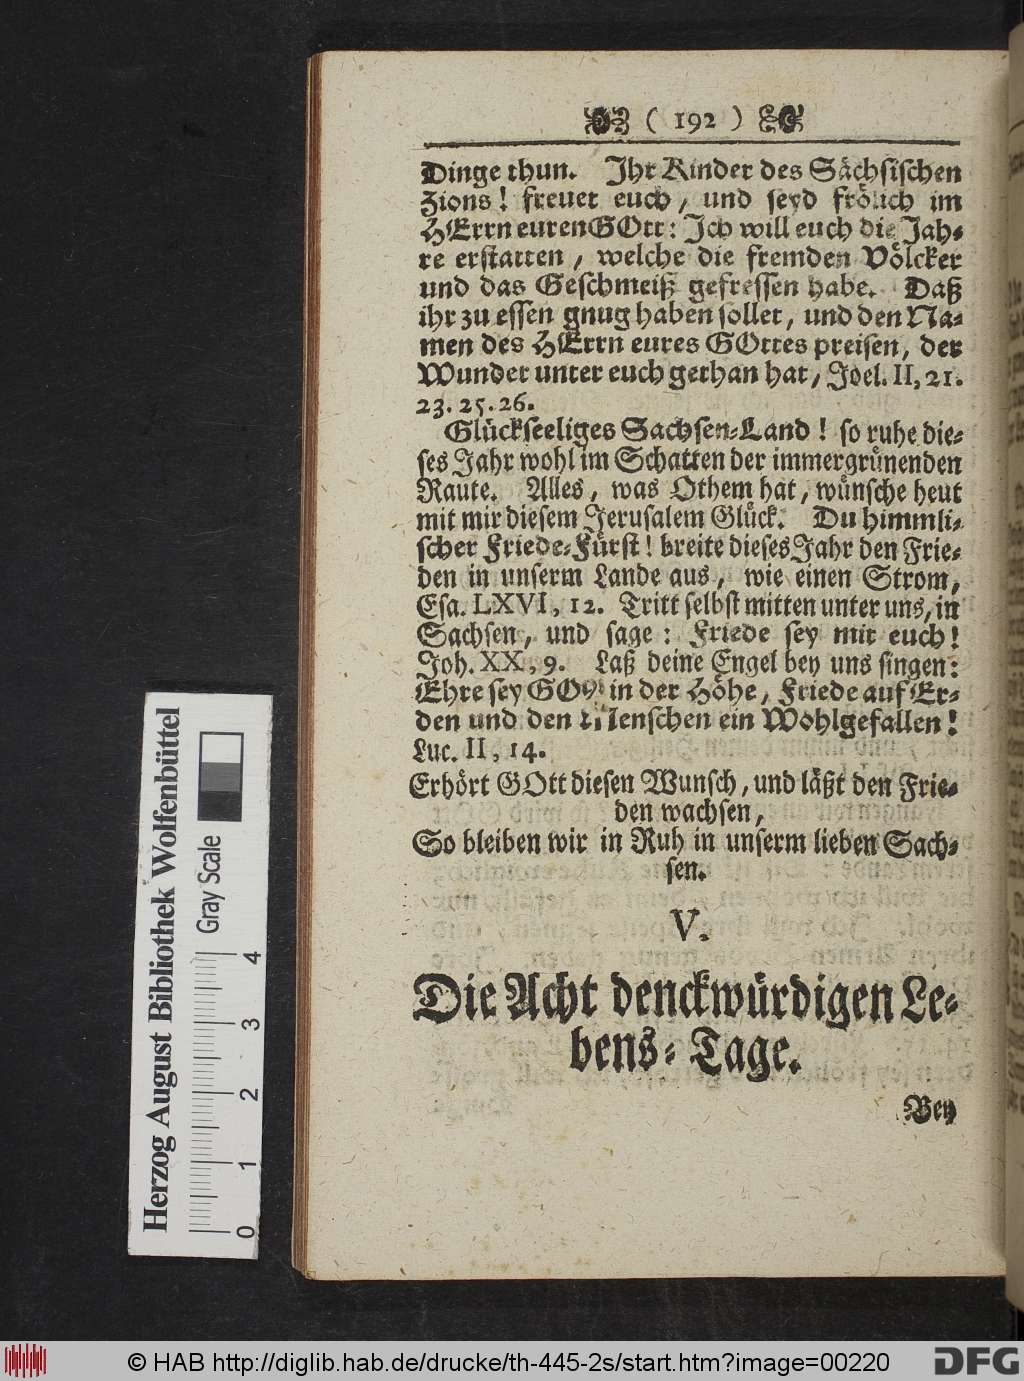 ( 192 )
Dinge thun. Ihr Kinder des Sächsischen
Zions! freuet euch, und seyd frölich im
HErrn euren GOtt: Ich will euch die Jah-
re erstatten, welche die fremden Völcker
und das Geschmeiß gefressen habe. Daß
ihr zu essen gnug haben sollet, und den Na-
men des HErrn eures GOttes preisen, der
Wunder unter euch gethan hat, Joel. II, 21.
23. 25. 26.
Glückseeliges Sachsen-Land! so ruhe die-
ses Jahr wohl im Schatten der immergrünenden
Raute. Alles, was Othem hat, wünsche heut
mit mir diesem Jerusalem Glück. Du himmli-
scher Friede-Fürst! breite dieses Jahr den Frie-
den in unserm Lande aus, wie einen Strom,
Esa. LXVI, 12. Tritt selbst mitten unter uns, in
Sachsen, und sage: Friede sey mit euch!
Joh. XX, 9. Laß deine Engel bey uns singen:
Ehre sey GOtt in der Höhe, Friede auf Er-
den und den Menschen ein Wohlgefallen!
Luc. II, 14.
Erhört GOtt diesen Wunsch, und läßt den Frie-
den wachsen,
So bleiben wir in Ruh in unserm lieben Sach-
sen.
V.
Die Acht denckwürdigen Le-
bens-Tage.
Bey
Herzog August Bibliothek Wolfenbüttel
Gray Scale
0 1 2 3 4
© HAB http://diglib.hab.de/drucke/th-445-2s/start.htm?image=00220
DFG